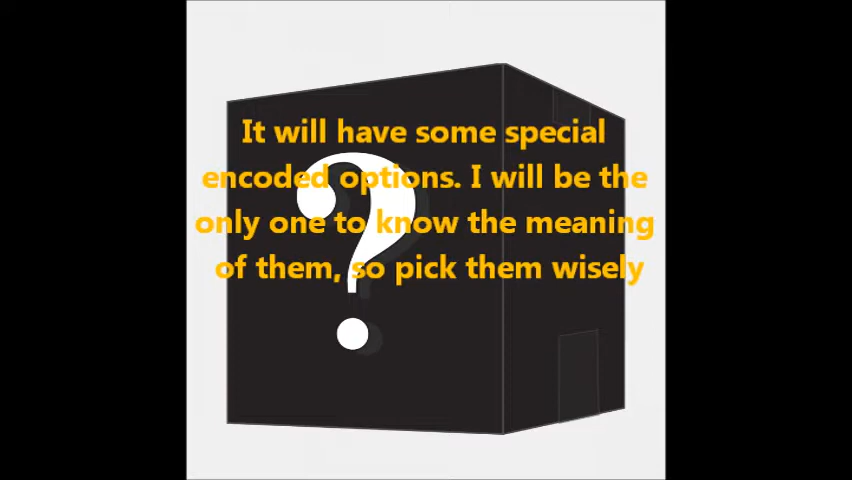 It will have some special
encoded options. I will be the
only one to know the meaning
of them, so pick them wisely
?